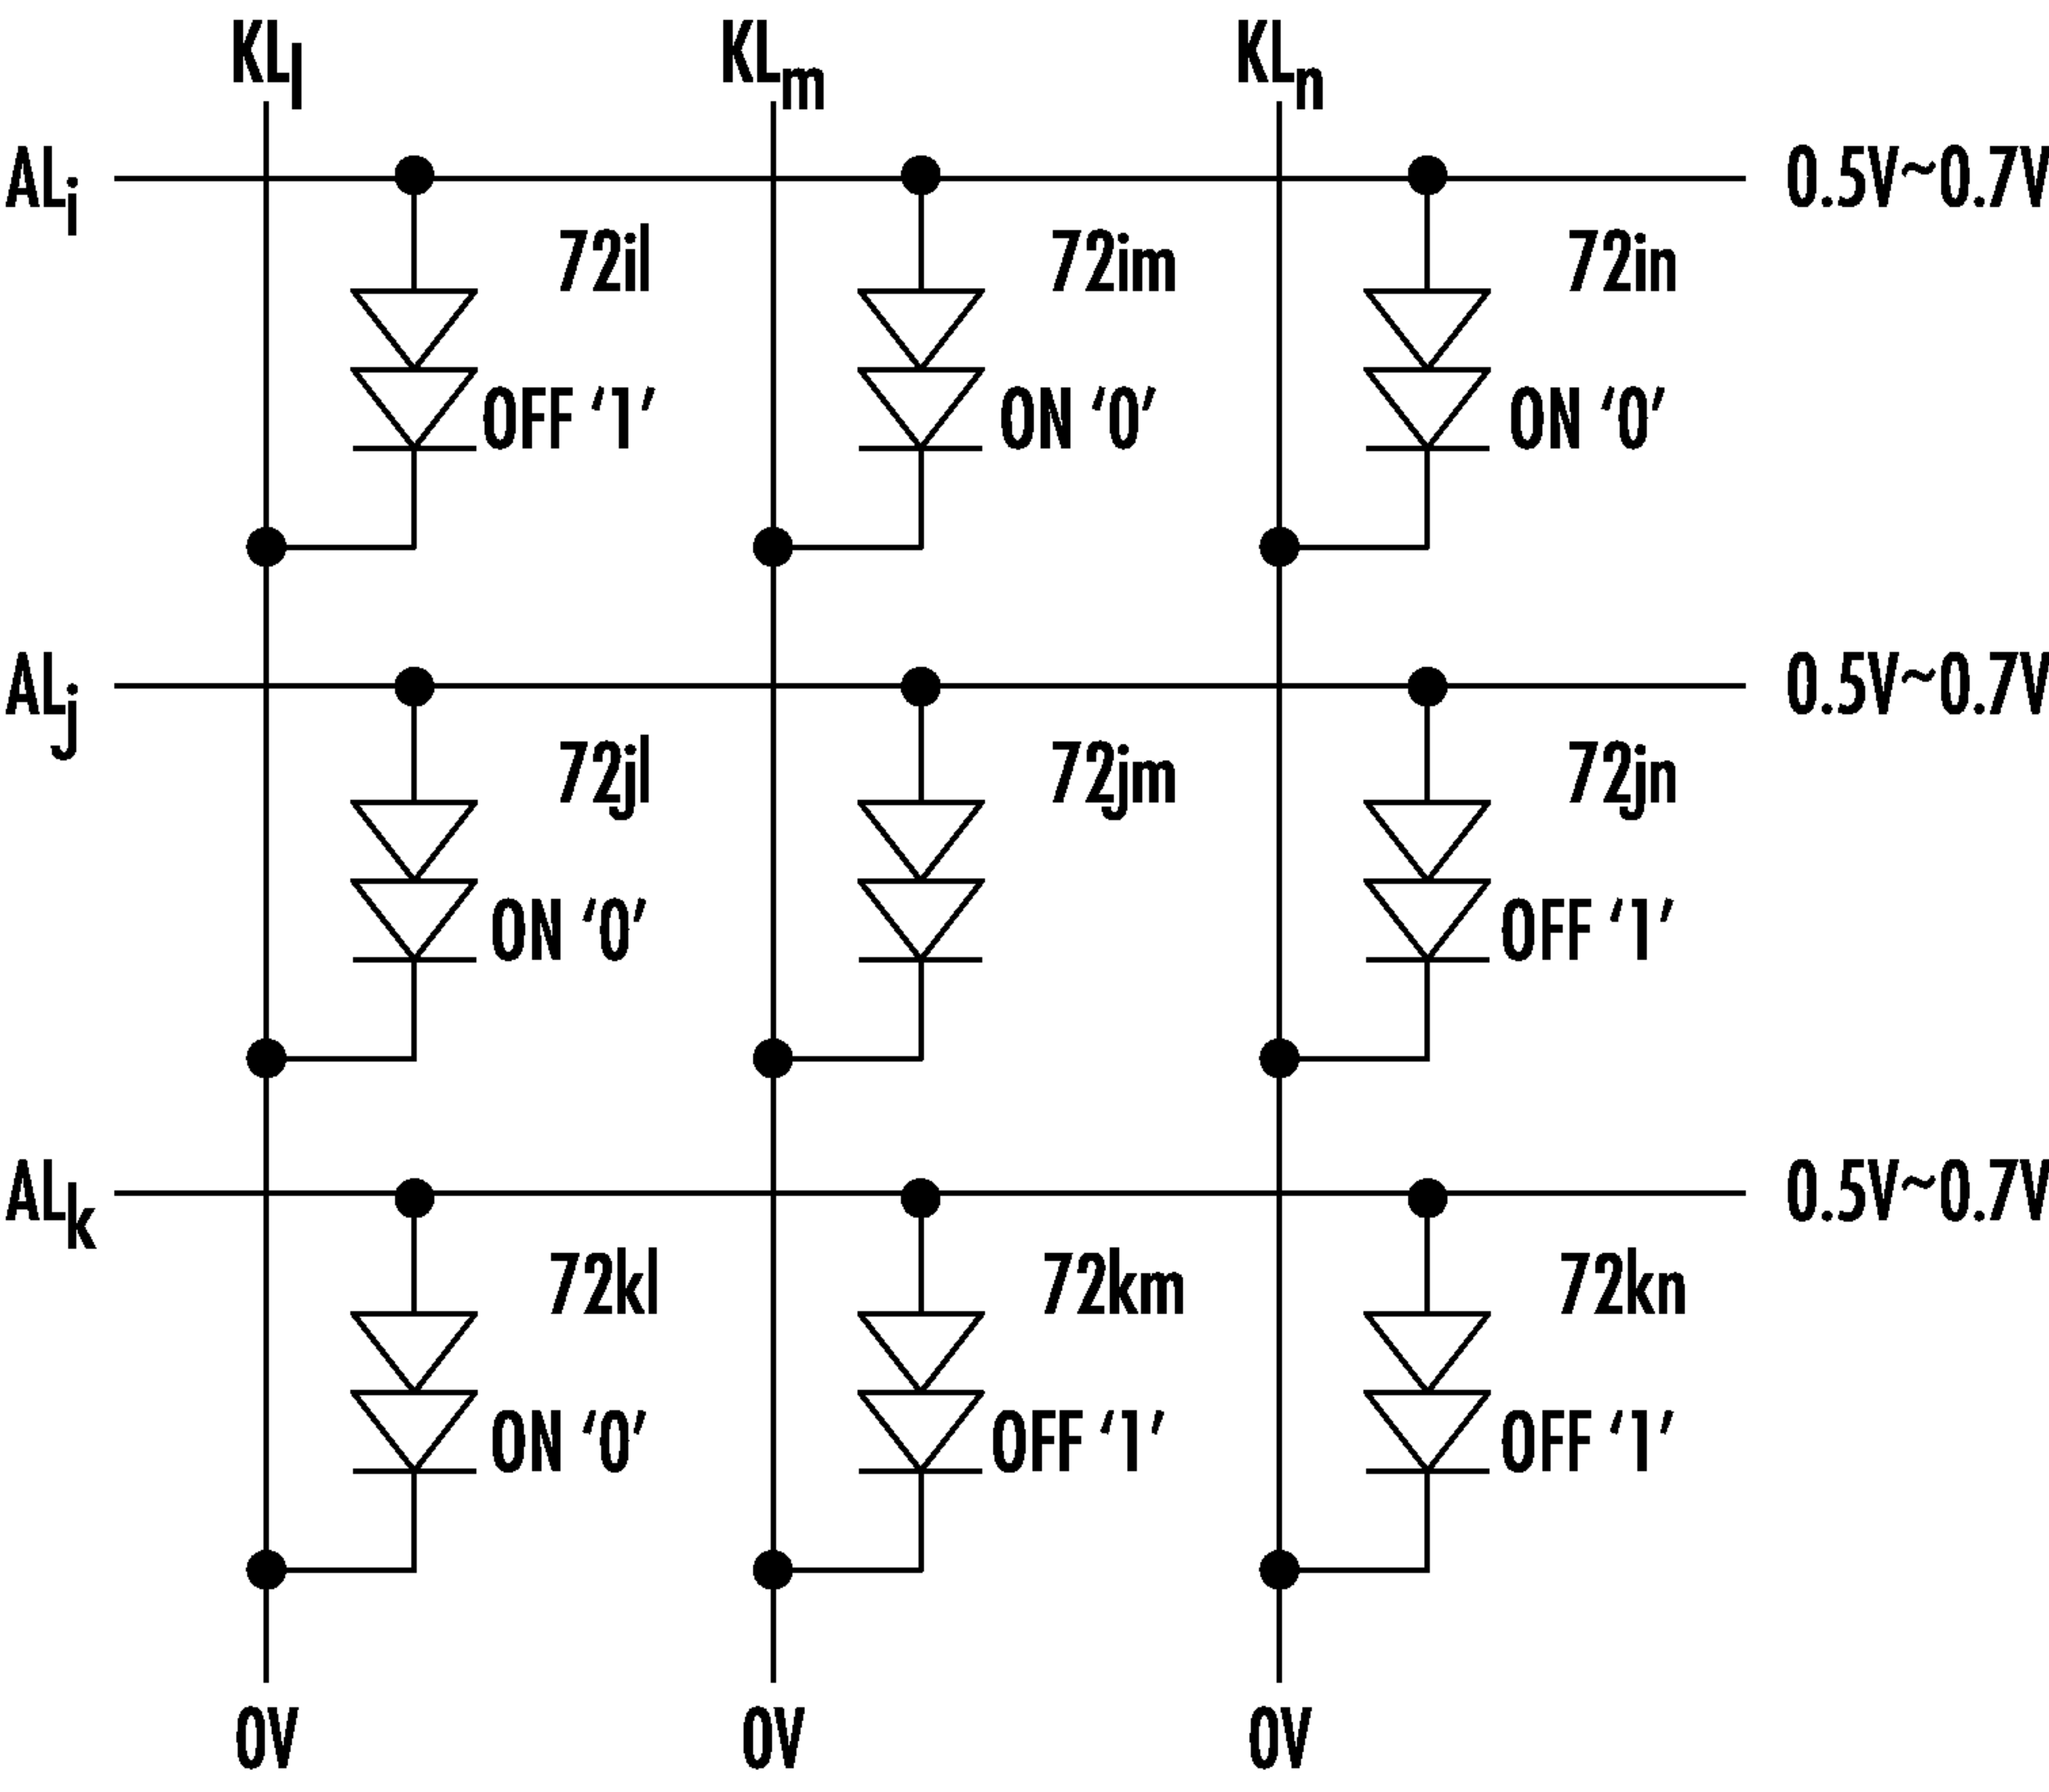 KLl KLm KLn
ALi 0.5V~0.7V
72il 72im 72in
OFF ‘1’ ON ‘0’ ON ‘0’
ALj 0.5V~0.7V
72jl 72jm 72jn
ON ‘0’ OFF ‘1’
ALk 0.5V~0.7V
72kl 72km 72kn
ON ‘0’ OFF ‘1’ OFF ‘1’
0V 0V 0V